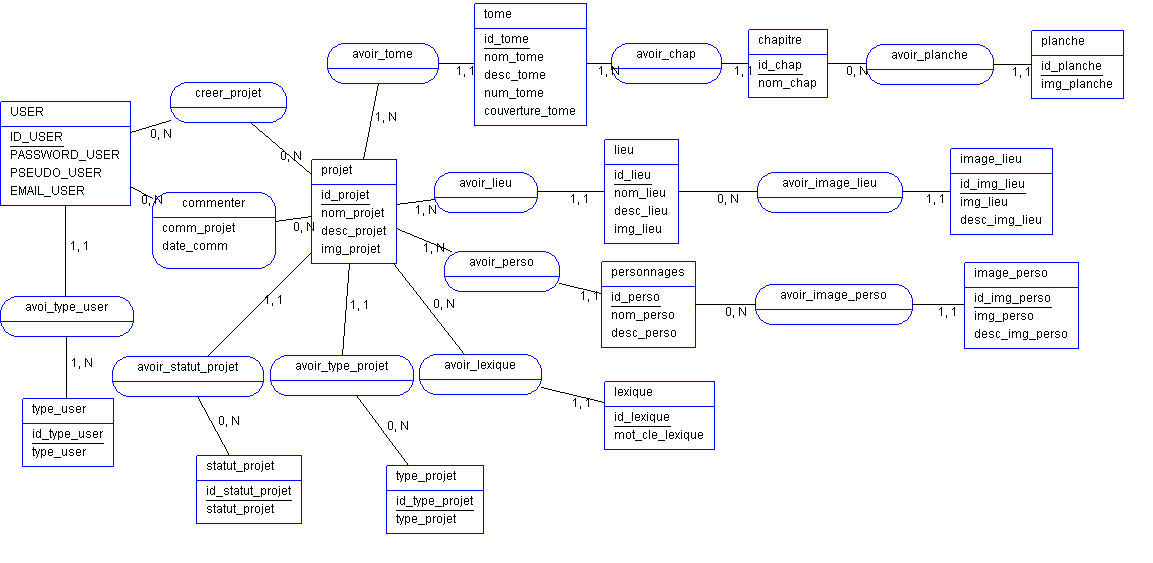 tome
id_tome
nom_tome
desc_tome
num_tome
couverture_tome
avoir_tome
1, 1
1, N
avoir_chap
1, N
1, 1
chapitre
id_chap
nom_chap
0, N
avoir_planche
1, 1
planche
id_planche
img_planche
creer_projet
0, N
0, N
USER
ID_USER
PASSWORD_USER
PSEUDO_USER
EMAIL_USER
commenter
comm_projet
date_comm
0, N
0, N
projet
id_projet
nom_projet
desc_projet
img_projet
avoir_lieu
1, N
1, 1
lieu
id_lieu
nom_lieu
desc_lieu
img_lieu
0, N
avoir_image_lieu
1, 1
image_lieu
id_img_lieu
img_lieu
desc_img_lieu
avoir_perso
1, N
1, 1
personnages
id_perso
nom_perso
desc_perso
0, N
avoir_image_perso
1, 1
image_perso
id_img_perso
img_perso
desc_img_perso
1, 1
avoi_type_user
1, N
type_user
id_type_user
type_user
1, 1
avoir_statut_projet
0, N
statut_projet
id_statut_projet
statut_projet
1, 1
avoir_type_projet
0, N
type_projet
id_type_projet
type_projet
0, N
avoir_lexique
1, 1
lexique
id_lexique
mot_cle_lexique